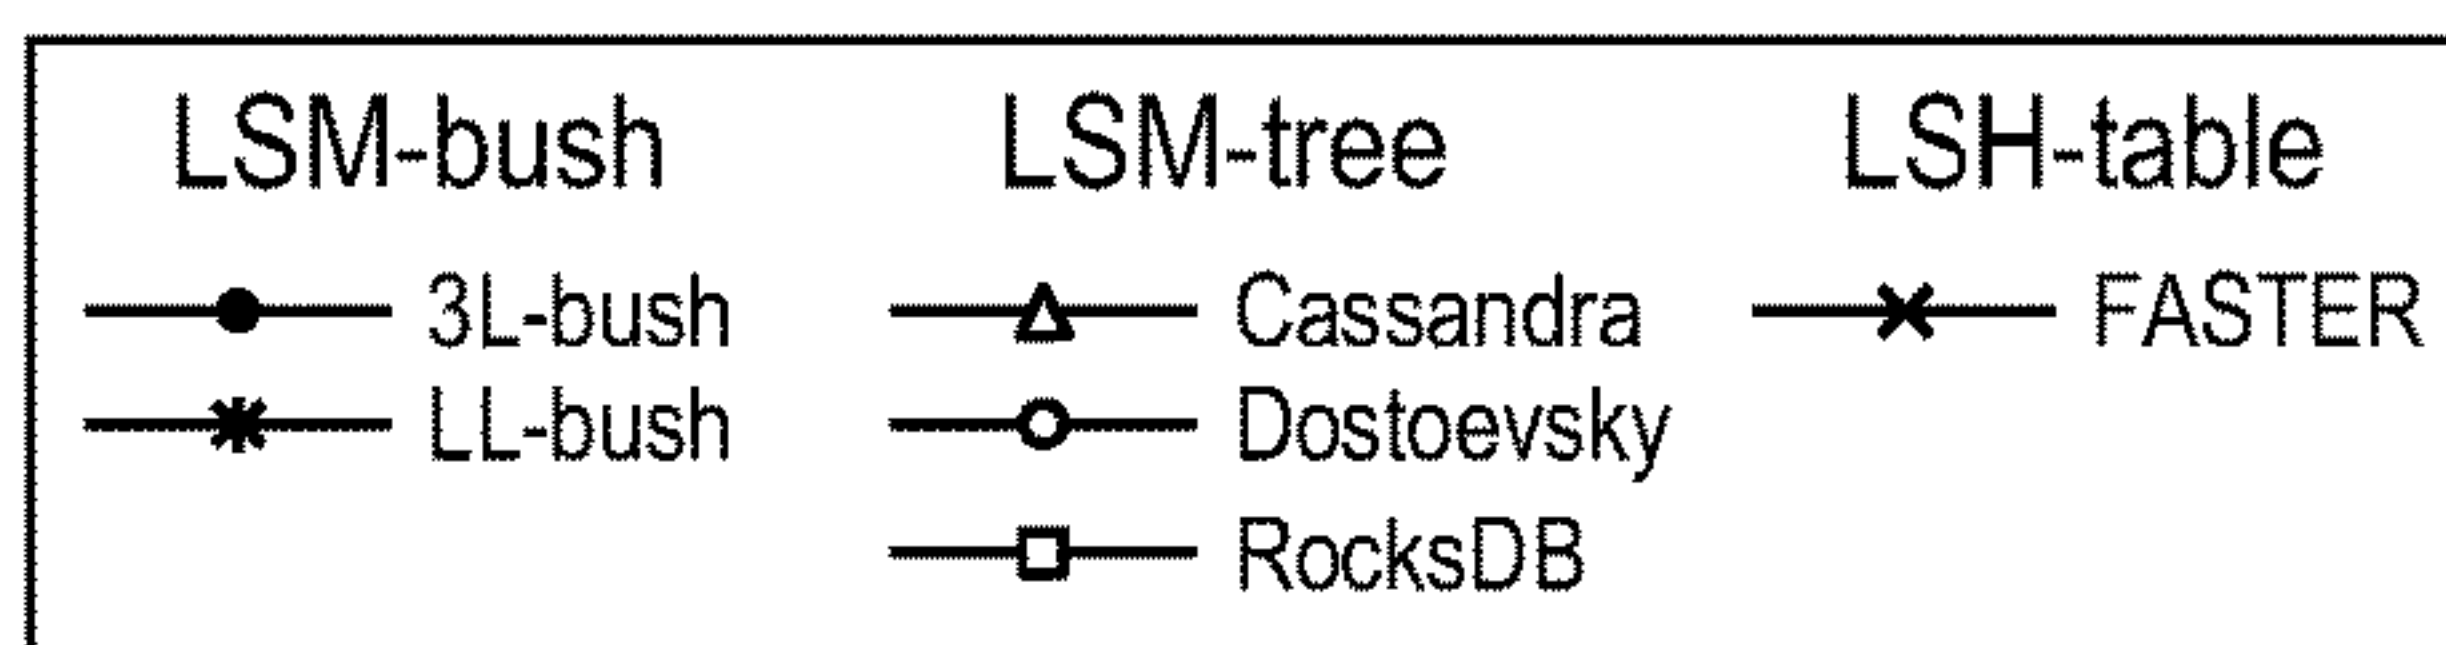 LSM-bush LSM-tree LSH-table
3L-bush Cassandra FASTER
LL-bush Dostoevsky
RocksDB